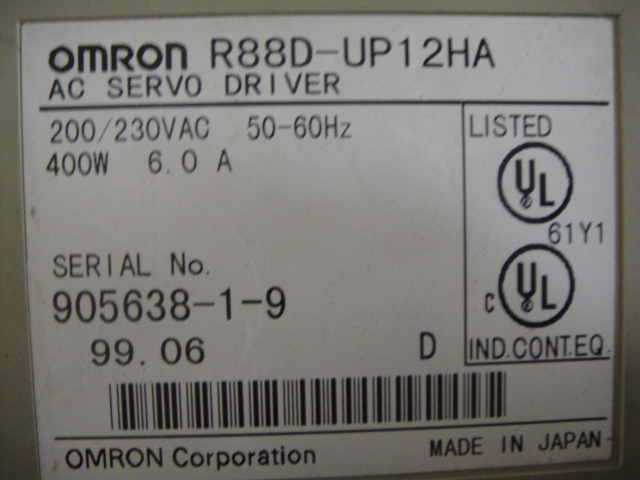 OMRON R88D-UP12HA
AC SERVO DRIVER
200/230VAC 50-60Hz
400W 6.0 A
LISTED
UL
61Y1
SERIAL No.
905638-1-9
99.06 D
c UL
IND.CONT.EQ.
OMRON Corporation
MADE IN JAPAN